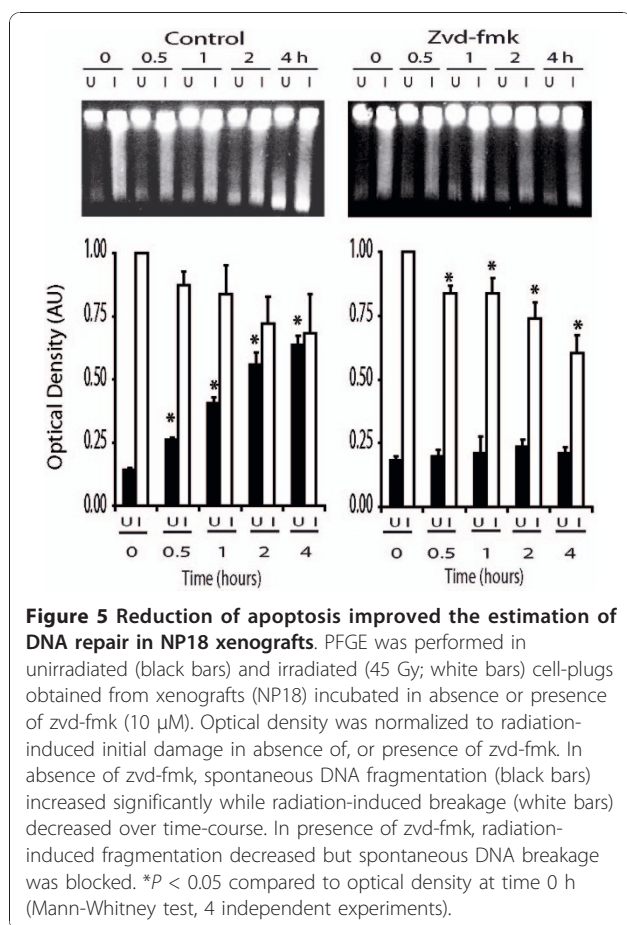 Control Zvd-fmk
0 0.5 1 2 4 h 0 0.5 1 2 4 h
U I U I U I U I U I U I U I U I U I U I
Optical Density (AU)
1.00
0.75
0.50
0.25
0.00
* * * *
U I U I U I U I U I
0 0.5 1 2 4
Time (hours)
1.00
0.75
0.50
0.25
0.00
* * * *
U I U I U I U I U I
0 0.5 1 2 4
Time (hours)
Figure 5 Reduction of apoptosis improved the estimation of
DNA repair in NP18 xenografts. PFGE was performed in
unirradiated (black bars) and irradiated (45 Gy; white bars) cell-plugs
obtained from xenografts (NP18) incubated in absence or presence
of zvd-fmk (10 μM). Optical density was normalized to radiation-
induced initial damage in absence of, or presence of zvd-fmk. In
absence of zvd-fmk, spontaneous DNA fragmentation (black bars)
increased significantly while radiation-induced breakage (white bars)
decreased over time-course. In presence of zvd-fmk, radiation-
induced fragmentation decreased but spontaneous DNA breakage
was blocked. *P < 0.05 compared to optical density at time 0 h
(Mann-Whitney test, 4 independent experiments).